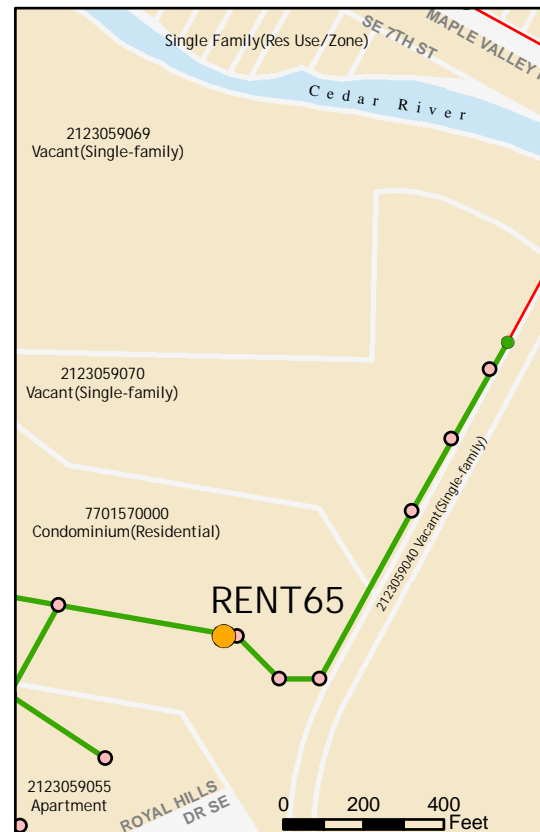 Single Family(Res Use/Zone)
SE 7TH ST
MAPLE VALLEY
Cedar River
2123059069
Vacant(Single-family)
2123059070
Vacant(Single-family)
2123059040 Vacant(Single-family)
7701570000
Condominium(Residential)
RENT65
2123059055
Apartment
ROYAL HILLS
DR SE
0 200 400
Feet